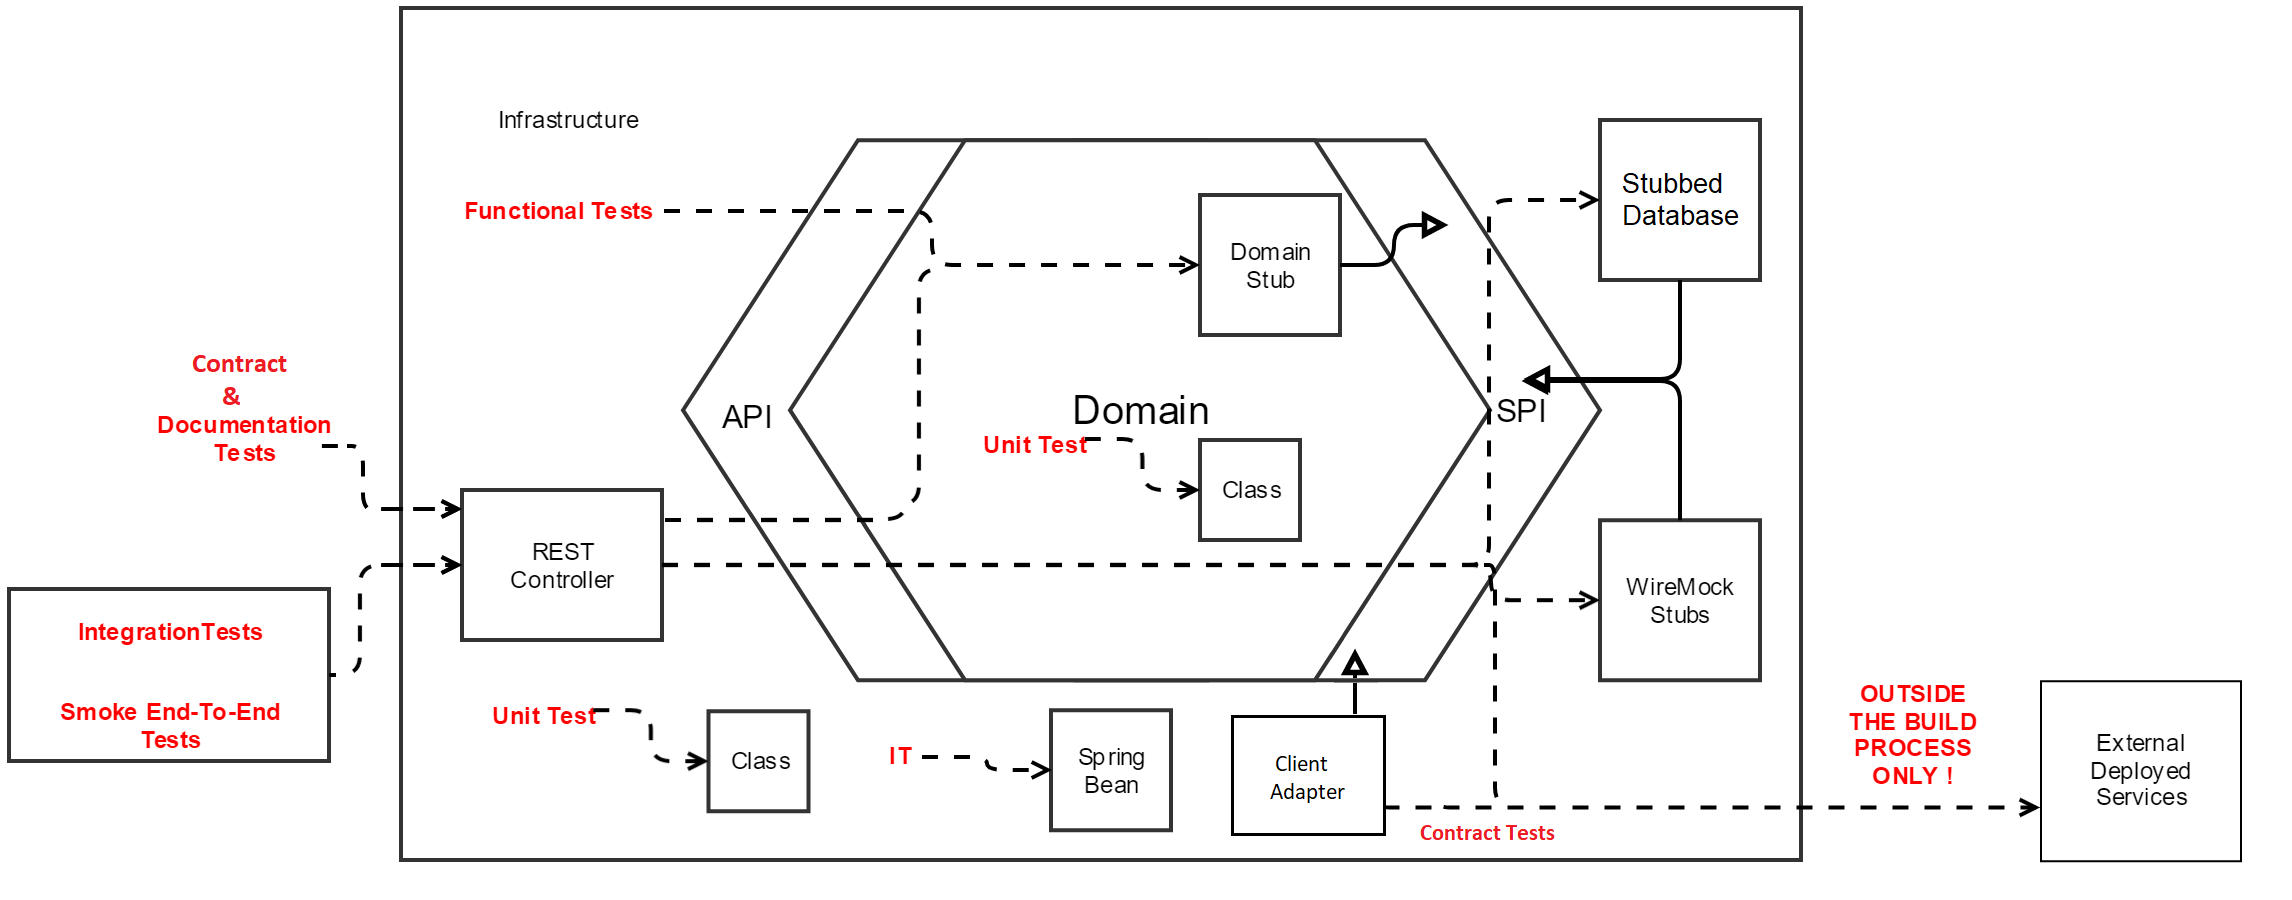 Infrastructure
Functional Tests
Domain
Stub
Stubbed
Database
Contract
&
Documentation
Tests
API
Domain
SPI
Unit Test
Class
REST
Controller
WireMock
Stubs
IntegrationTests
Smoke End-To-End
Tests
Unit Test
Class
IT
Spring
Bean
Client
Adapter
Contract Tests
OUTSIDE
THE BUILD
PROCESS
ONLY !
External
Deployed
Services